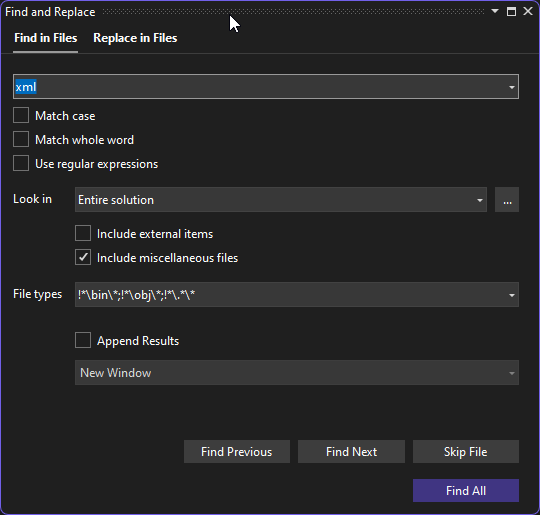 Find and Replace
Find in Files Replace in Files
xml
Match case
Match whole word
Use regular expressions
Look in Entire solution ...
Include external items
Include miscellaneous files
File types !*\bin\*;!*\obj\*;!*\.*\*
Append Results
New Window
Find Previous Find Next Skip File
Find All